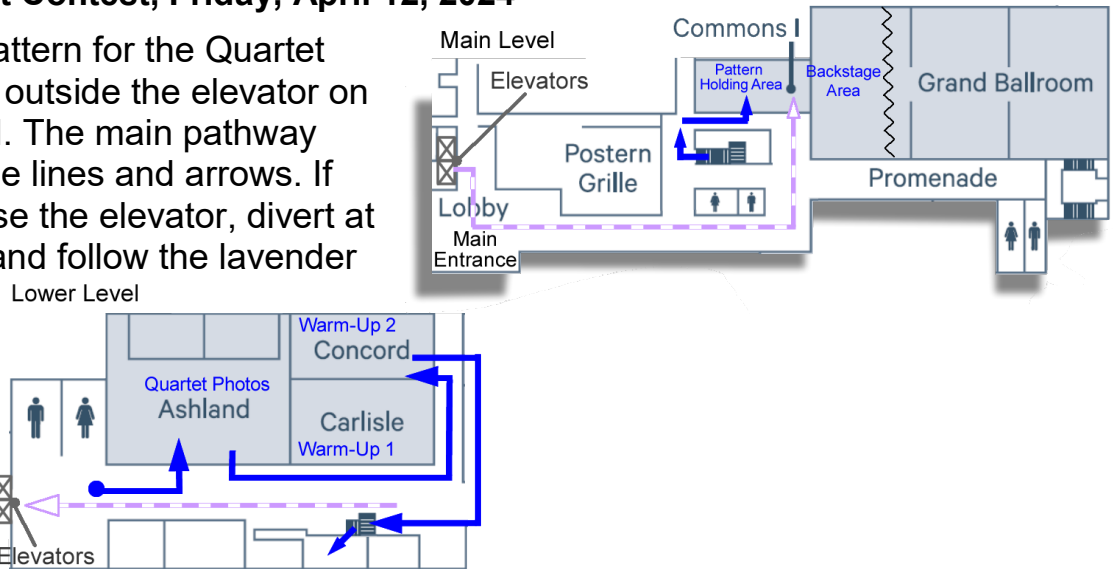 t Contest, Friday, April 12, 2024
attern for the Quartet
outside the elevator on
. The main pathway
e lines and arrows. If
se the elevator, divert at
and follow the lavender
Main Level
Elevators
Commons I
Pattern
Holding Area
Backstage
Area
Grand Ballroom
Postern
Grille
Promenade
Lobby
Main
Entrance
Lower Level
Warm-Up 2
Concord
Quartet Photos
Ashland
Carlisle
Warm-Up 1
Elevators